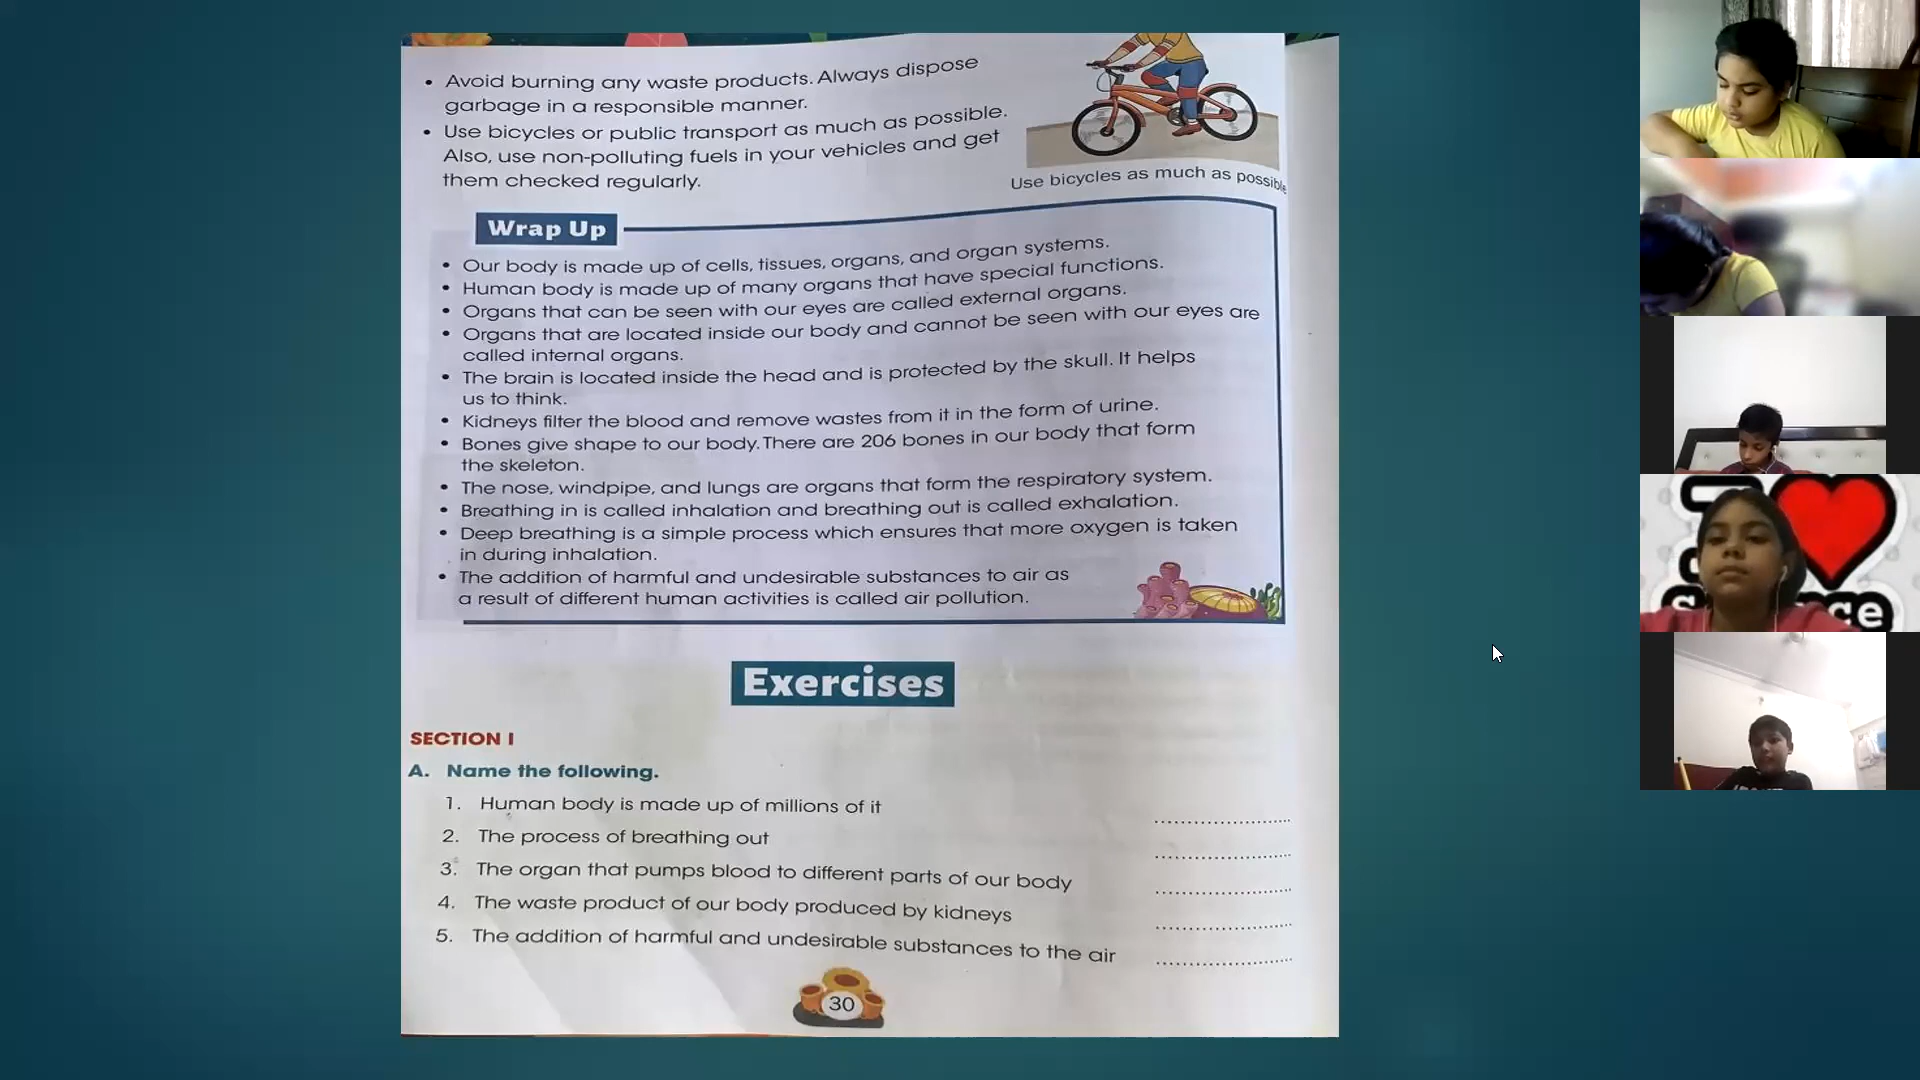 • Avoid burning any waste products. Always dispose
garbage in a responsible manner.
• Use bicycles or public transport as much as possible.
Also, use non-polluting fuels in your vehicles and get
them checked regularly.
Use bicycles as much as possible
Wrap Up
• Our body is made up of cells, tissues, organs, and organ systems.
• Human body is made up of many organs that have special functions.
• Organs that can be seen with our eyes are called external organs.
• Organs that are located inside our body and cannot be seen with our eyes are
called internal organs.
• The brain is located inside the head and is protected by the skull. It helps
us to think.
• Kidneys filter the blood and remove wastes from it in the form of urine.
• Bones give shape to our body. There are 206 bones in our body that form
the skeleton.
• The nose, windpipe, and lungs are organs that form the respiratory system.
• Breathing in is called inhalation and breathing out is called exhalation.
• Deep breathing is a simple process which ensures that more oxygen is taken
in during inhalation.
• The addition of harmful and undesirable substances to air as
a result of different human activities is called air pollution.
Exercises
SECTION I
A. Name the following.
1. Human body is made up of millions of it ........................
2. The process of breathing out ........................
3. The organ that pumps blood to different parts of our body ........................
4. The waste product of our body produced by kidneys ........................
5. The addition of harmful and undesirable substances to the air ........................
30